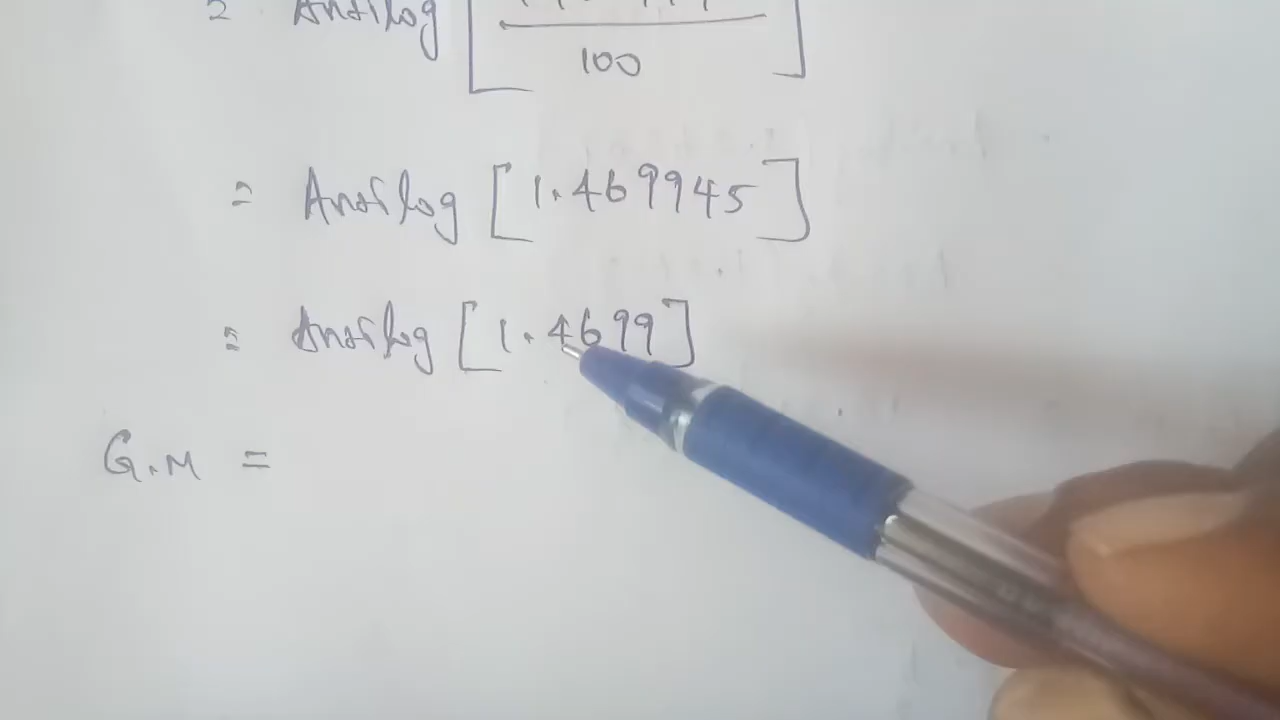 = Antilog [
100 ]
= Antilog [1.469945]
= Antilog [1.4699]
G.M =